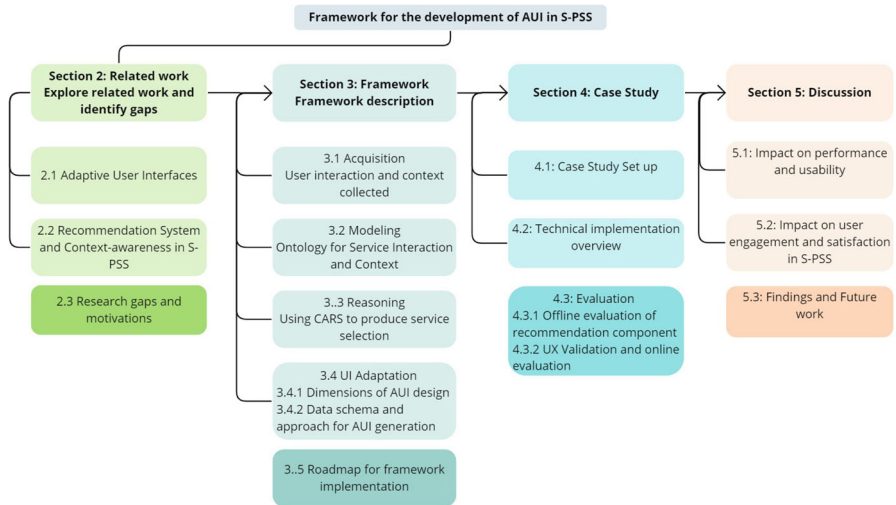 Framework for the development of AUI in S-PSS
Section 2: Related work
Explore related work and
identify gaps
2.1 Adaptive User Interfaces
2.2 Recommendation System
and Context-awareness in S-
PSS
2.3 Research gaps and
motivations
Section 3: Framework
Framework description
3.1 Acquisition
User interaction and context
collected
3.2 Modeling
Ontology for Service Interaction
and Context
3..3 Reasoning
Using CARS to produce service
selection
3.4 UI Adaptation
3.4.1 Dimensions of AUI design
3.4.2 Data schema and
approach for AUI generation
3..5 Roadmap for framework
implementation
Section 4: Case Study
4.1: Case Study Set up
4.2: Technical implementation
overview
4.3: Evaluation
4.3.1 Offline evaluation of
recommendation component
4.3.2 UX Validation and online
evaluation
Section 5: Discussion
5.1: Impact on performance
and usability
5.2: Impact on user
engagement and satisfaction
in S-PSS
5.3: Findings and Future
work